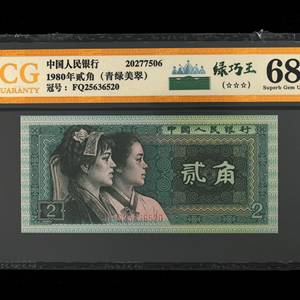 CG
GUARANTY
中国人民银行 20277506
1980年贰角（青绿美翠）
冠号：FQ25636520
绿巧王
(☆☆☆)
68
Superb Gem U
中国人民银行
贰角
2
2
FQ25636520